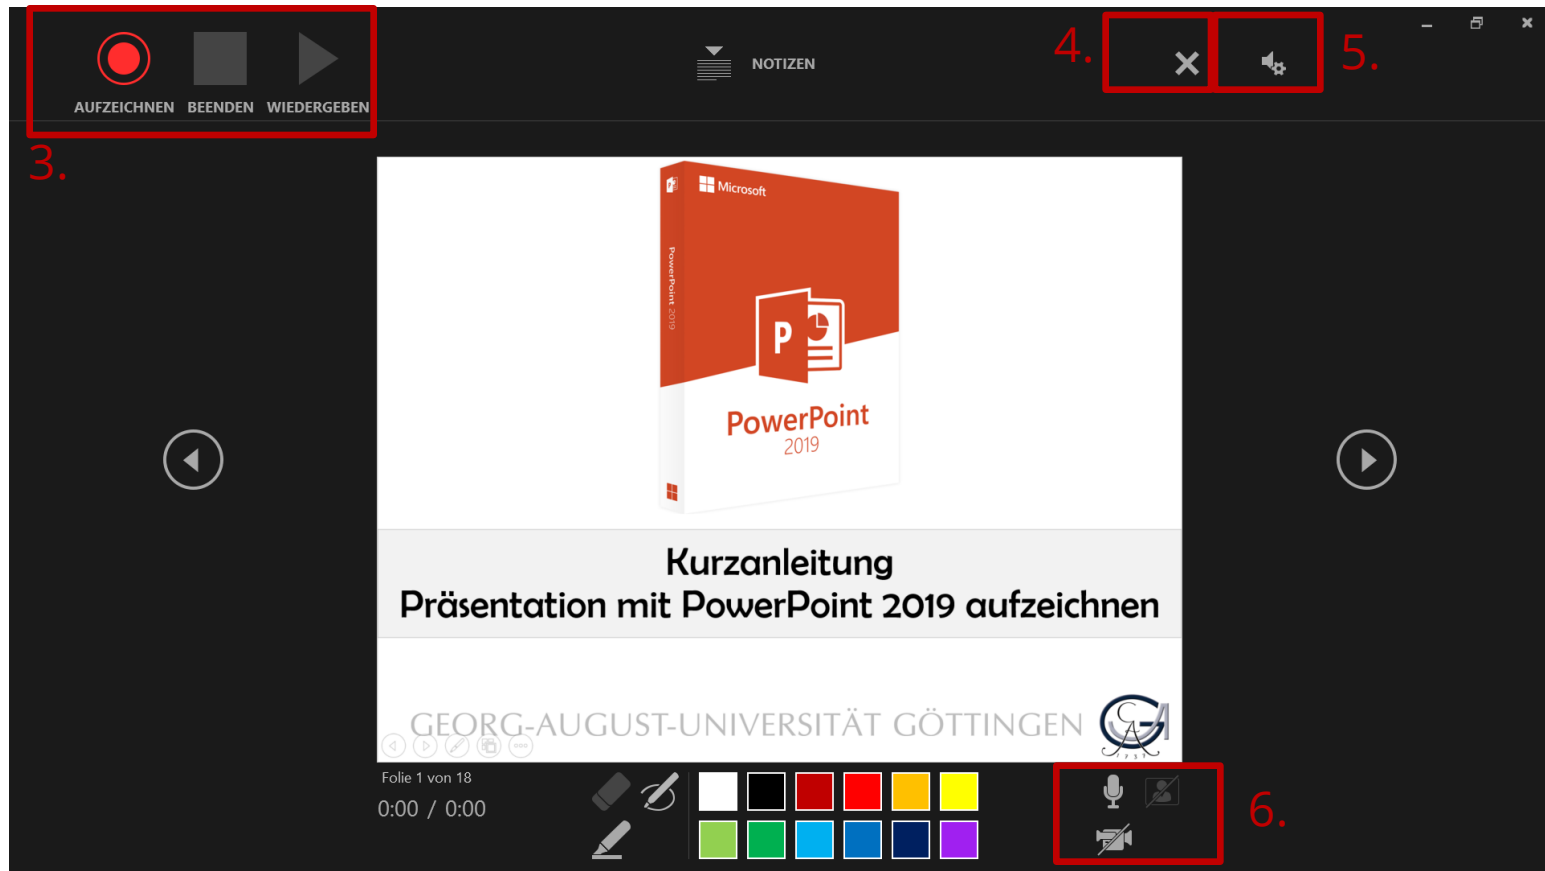 4.
5.
NOTIZEN
AUFZEICHNEN BEENDEN WIEDERGEBEN
3.
Microsoft
PowerPoint 2019
P
PowerPoint
2019
Kurzanleitung
Präsentation mit PowerPoint 2019 aufzeichnen
GEORG-AUGUST-UNIVERSITÄT GÖTTINGEN
Folie 1 von 18
0:00 / 0:00
6.